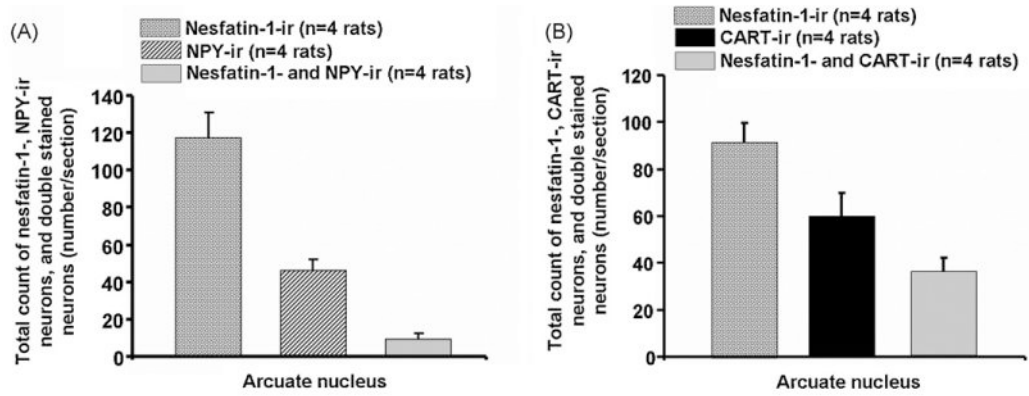 (A)
Nesfatin-1-ir (n=4 rats)
NPY-ir (n=4 rats)
Nesfatin-1- and NPY-ir (n=4 rats)
Total count of nesfatin-1-, NPY-ir
neurons, and double stained
neurons (number/section)
140
120
100
80
60
40
20
0
Arcuate nucleus
(B)
Nesfatin-1-ir (n=4 rats)
CART-ir (n=4 rats)
Nesfatin-1- and CART-ir (n=4 rats)
Total count of nesfatin-1-, CART-ir
neurons, and double stained
neurons (number/section)
120
100
80
60
40
20
0
Arcuate nucleus